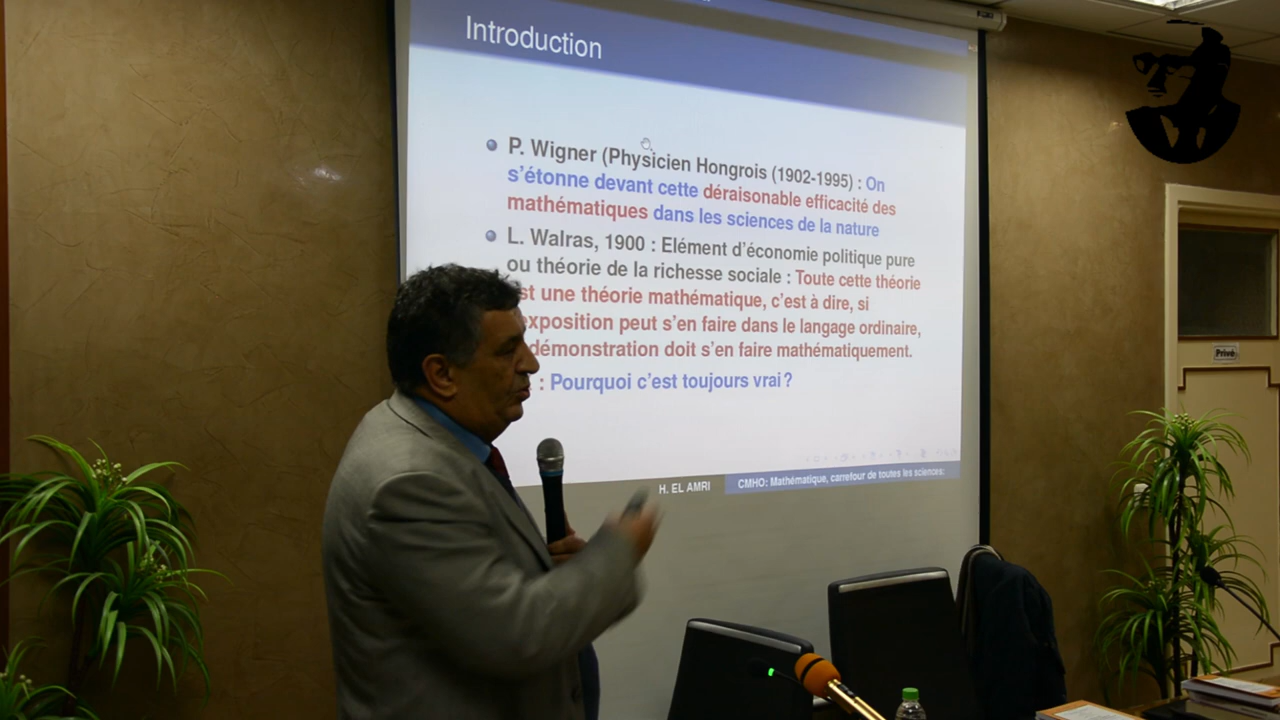 Introduction
P. Wigner (Physicien Hongrois (1902-1995) : On
s'étonne devant cette déraisonable efficacité des
mathématiques dans les sciences de la nature
L. Walras, 1900 : Elément d'économie politique pure
ou théorie de la richesse sociale : Toute cette théorie
st une théorie mathématique, c'est à dire, si
exposition peut s'en faire dans le langage ordinaire,
démonstration doit s'en faire mathématiquement.
: Pourquoi c'est toujours vrai ?
H. EL AMRI
CMHO: Mathématique, carrefour de toutes les sciences:
Privé